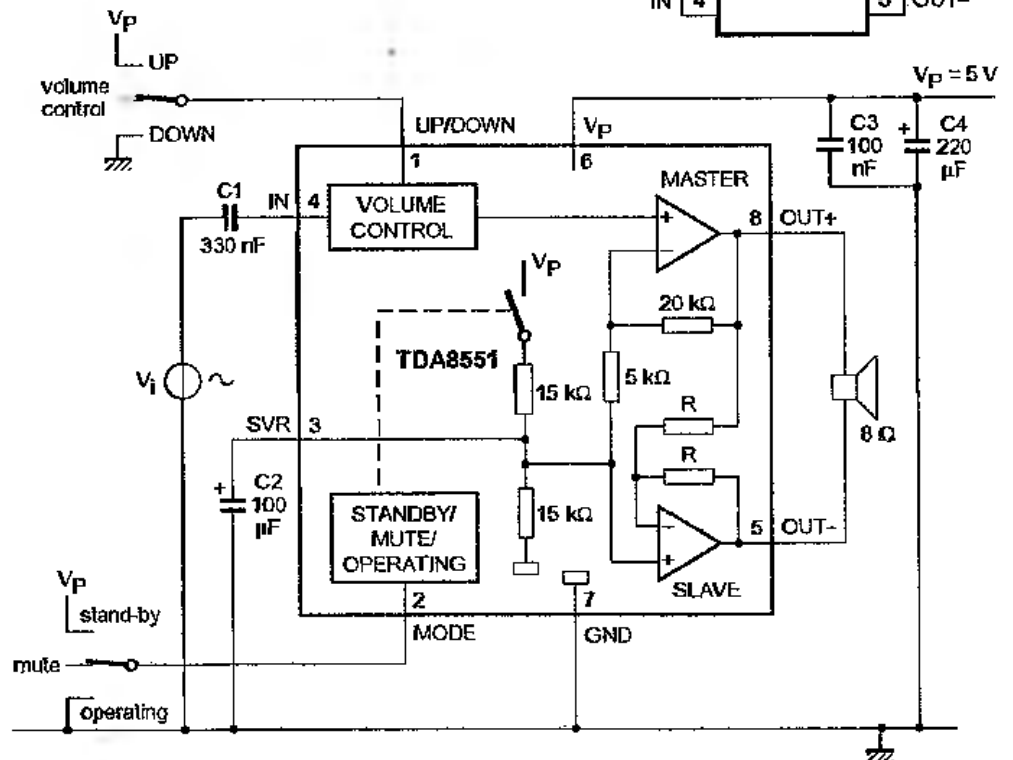 IN 4
5 OUT−
VP
UP
volume
control
DOWN
UP/DOWN
1
VP
6
VP = 5 V
C3
100
nF
+
C4
220
µF
C1
330 nF
IN 4
VOLUME
CONTROL
MASTER
+
−
8 OUT+
VP
20 kΩ
TDA8551
15 kΩ
5 kΩ
Vi
SVR 3
R
R
8 Ω
+
C2
100
µF
STANDBY/
MUTE/
OPERATING
15 kΩ
−
+
5 OUT−
SLAVE
VP
stand-by
2
MODE
7
GND
mute
operating